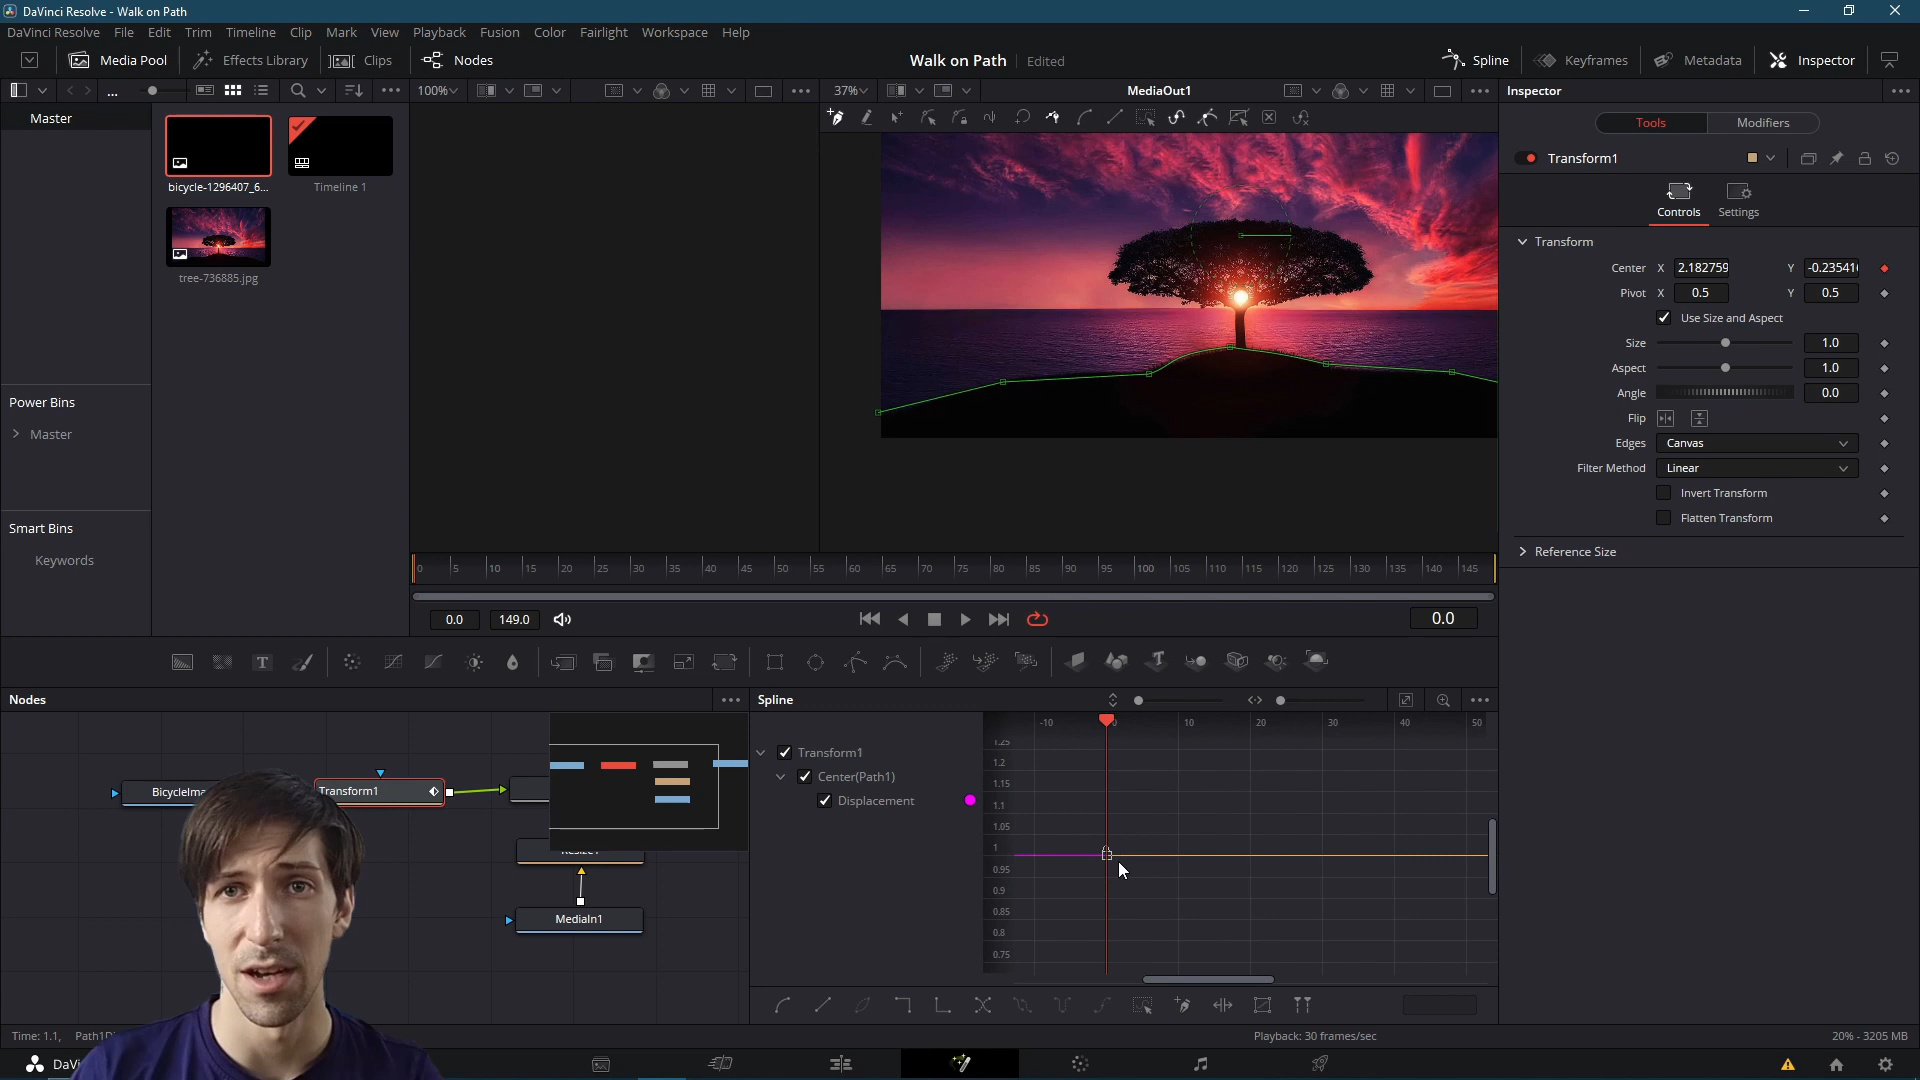 DaVinci Resolve - Walk on Path
DaVinci Resolve File Edit Trim Timeline Clip Mark View Playback Fusion Color Fairlight Workspace Help
Media Pool Effects Library Clips Nodes Walk on Path Edited Spline Keyframes Metadata Inspector
... 100% 37% MediaOut1 Inspector
Master
Tools Modifiers
Transform1
bicycle-1296407_6... Timeline 1
Controls Settings
tree-736885.jpg
Transform
Center X 2.182759 Y -0.23541
Pivot X 0.5 Y 0.5
Use Size and Aspect
Size 1.0
Aspect 1.0
Angle 0.0
Flip
Edges Canvas
Filter Method Linear
Invert Transform
Flatten Transform
Reference Size
Power Bins
Master
Smart Bins
Keywords
0 5 10 15 20 25 30 35 40 45 50 55 60 65 70 75 80 85 90 95 100 105 110 115 120 125 130 135 140 145
0.0 149.0 0.0
Nodes Spline
-10 0 10 20 30 40 50
Transform1
Center(Path1)
Displacement
1.25
1.2
1.15
1.1
1.05
1
0.95
0.9
0.85
0.8
0.75
Transform1
MediaIn1
Time: 1.1, Playback: 30 frames/sec 20% - 3205 MB